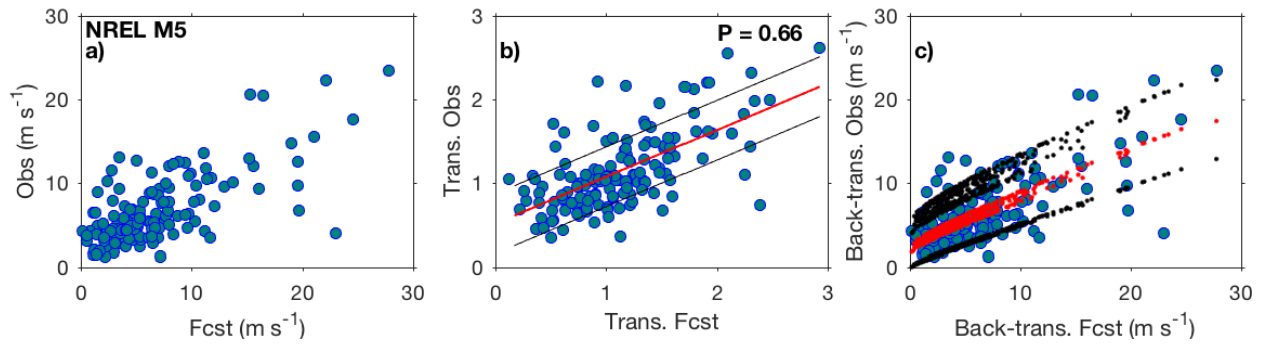 NREL M5
a)
30
20
10
0
Obs (m s⁻¹)
0 10 20 30
Fcst (m s⁻¹)
b)
P = 0.66
3
2
1
0
Trans. Obs
0 1 2 3
Trans. Fcst
c)
30
20
10
0
Back-trans. Obs (m s⁻¹)
0 10 20 30
Back-trans. Fcst (m s⁻¹)